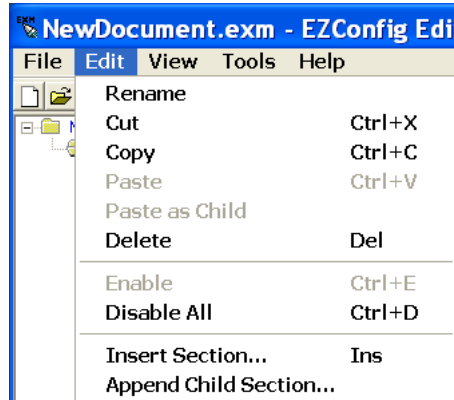 NewDocument.exm - EZConfig Edi
File Edit View Tools Help
Rename
Cut Ctrl+X
Copy Ctrl+C
Paste Ctrl+V
Paste as Child
Delete Del
Enable Ctrl+E
Disable All Ctrl+D
Insert Section... Ins
Append Child Section...